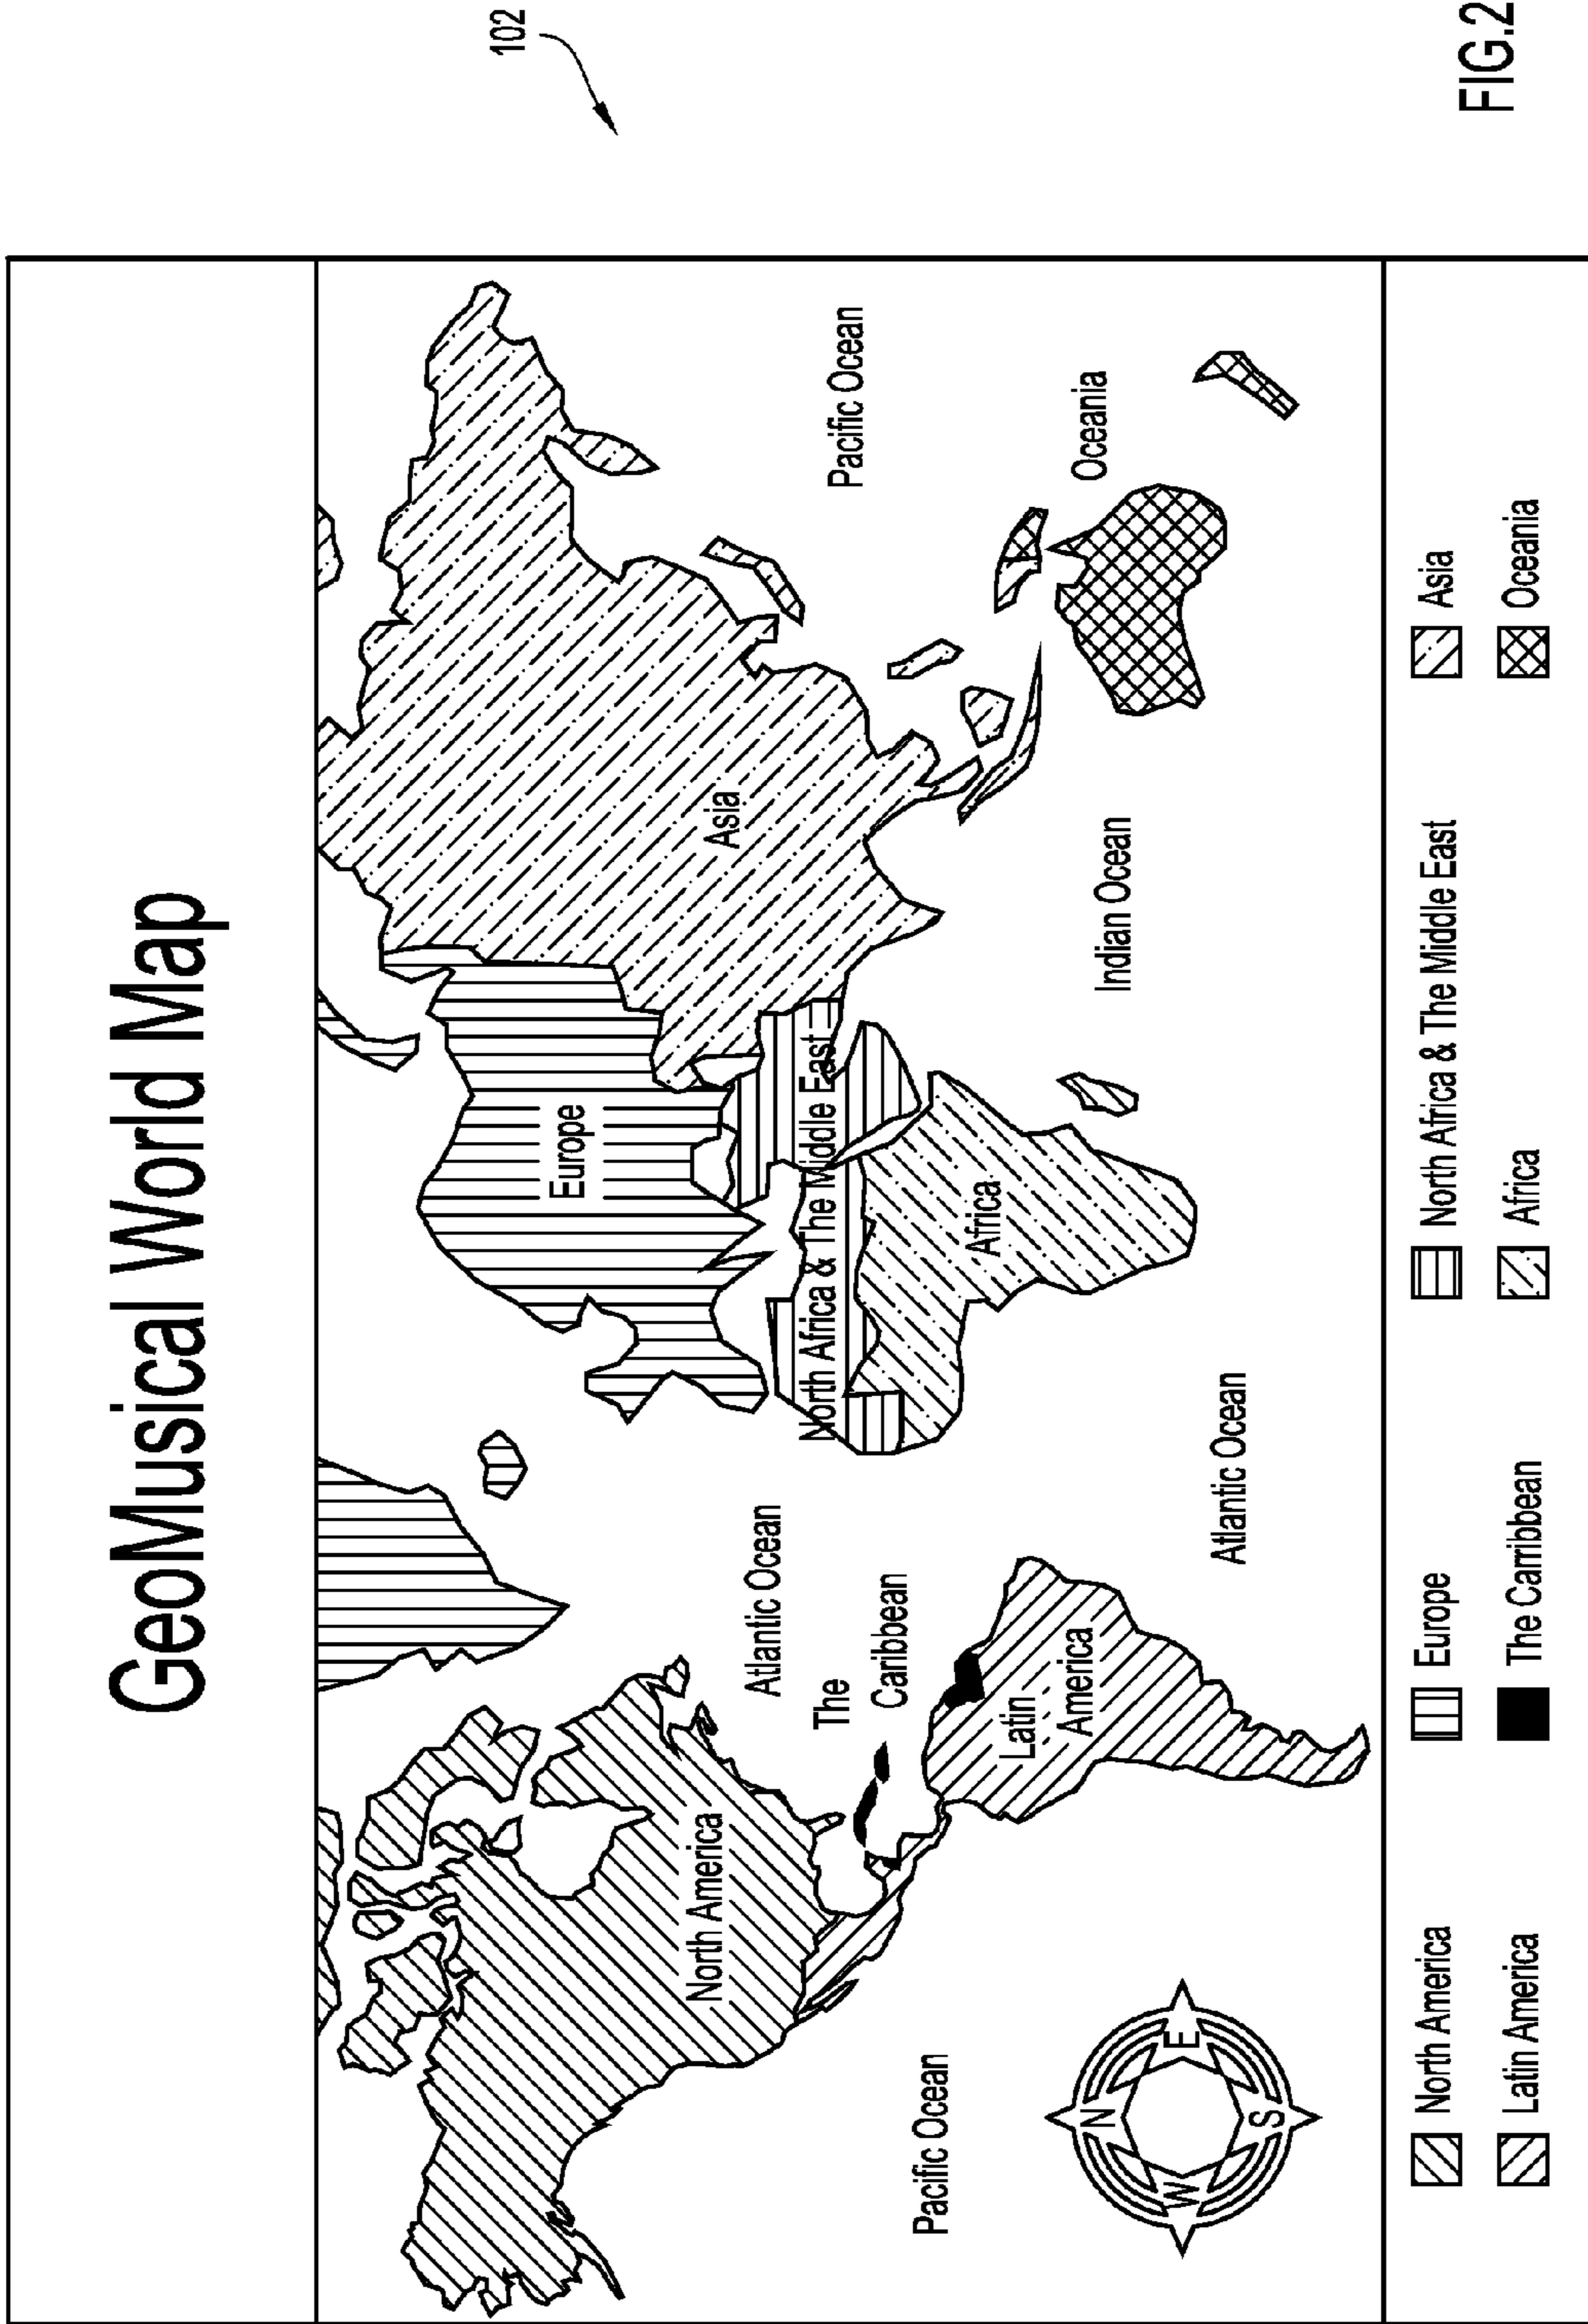 GeoMusical World Map
102
North America
Europe
Asia
Atlantic Ocean
The
Caribbean
North Africa & The Middle East
Pacific Ocean
Pacific Ocean
Latin
America
Africa
Indian Ocean
Oceania
Atlantic Ocean
N
W
E
S
North America
Europe
North Africa & The Middle East
Asia
Latin America
The Carribbean
Africa
Oceania
FIG.2